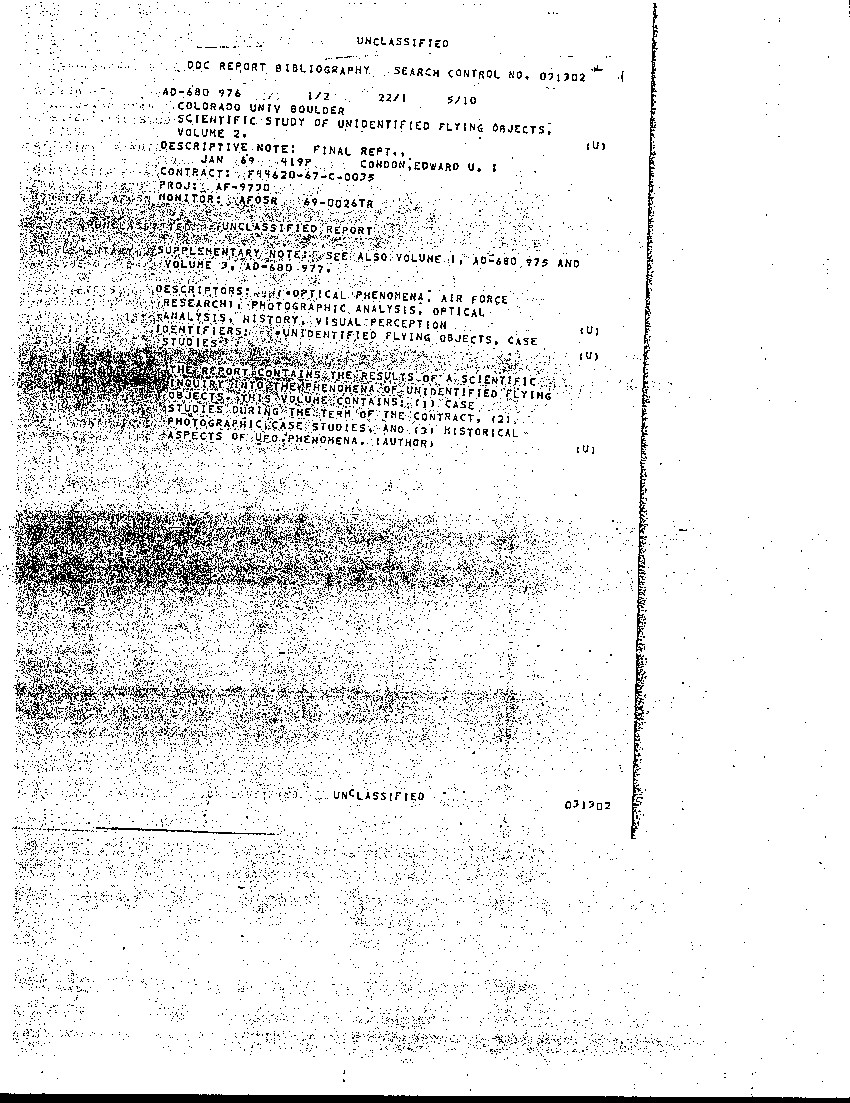 UNCLASSIFIED
DDC REPORT BIBLIOGRAPHY SEARCH CONTROL NO. 031302
AD-680 976 1/2 22/1 5/10
COLORADO UNIV BOULDER
SCIENTIFIC STUDY OF UNIDENTIFIED FLYING OBJECTS,
VOLUME 2. (U)
DESCRIPTIVE NOTE: FINAL REPT.,
JAN 69 419P CONDON,EDWARD U. ;
CONTRACT: F44620-67-C-0035
PROJ: AF-9730
MONITOR: AFOSR 69-0026TR
UNCLASSIFIED REPORT
SUPPLEMENTARY NOTE: SEE ALSO VOLUME 1, AD-680 975 AND
VOLUME 3, AD-680 977.
DESCRIPTORS: (*OPTICAL PHENOMENA, AIR FORCE
RESEARCH), PHOTOGRAPHIC ANALYSIS, OPTICAL
ANALYSIS, HISTORY, VISUAL PERCEPTION (U)
IDENTIFIERS: *UNIDENTIFIED FLYING OBJECTS, CASE
STUDIES (U)
THE REPORT CONTAINS THE RESULTS OF A SCIENTIFIC
INQUIRY INTO THE PHENOMENA OF UNIDENTIFIED FLYING
OBJECTS. THIS VOLUME CONTAINS: (1) CASE
STUDIES DURING THE TERM OF THE CONTRACT, (2)
PHOTOGRAPHIC CASE STUDIES, AND (3) HISTORICAL
ASPECTS OF UFO PHENOMENA. (AUTHOR) (U)
UNCLASSIFIED
031302